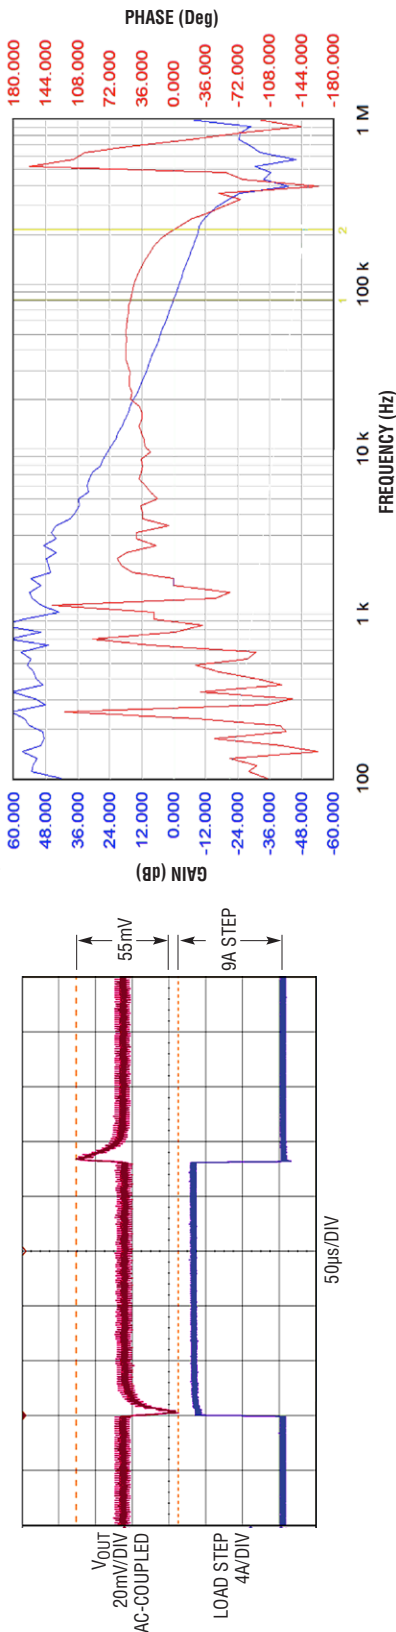 VOUT
20mV/DIV
AC-COUPLED
LOAD STEP
4A/DIV
55mV
9A STEP
50µs/DIV
GAIN (dB)
60.000
48.000
36.000
24.000
12.000
0.000
-12.000
-24.000
-36.000
-48.000
-60.000
PHASE (Deg)
180.000
144.000
108.000
72.000
36.000
0.000
-36.000
-72.000
-108.000
-144.000
-180.000
1
2
100
1 k
10 k
100 k
1 M
FREQUENCY (Hz)